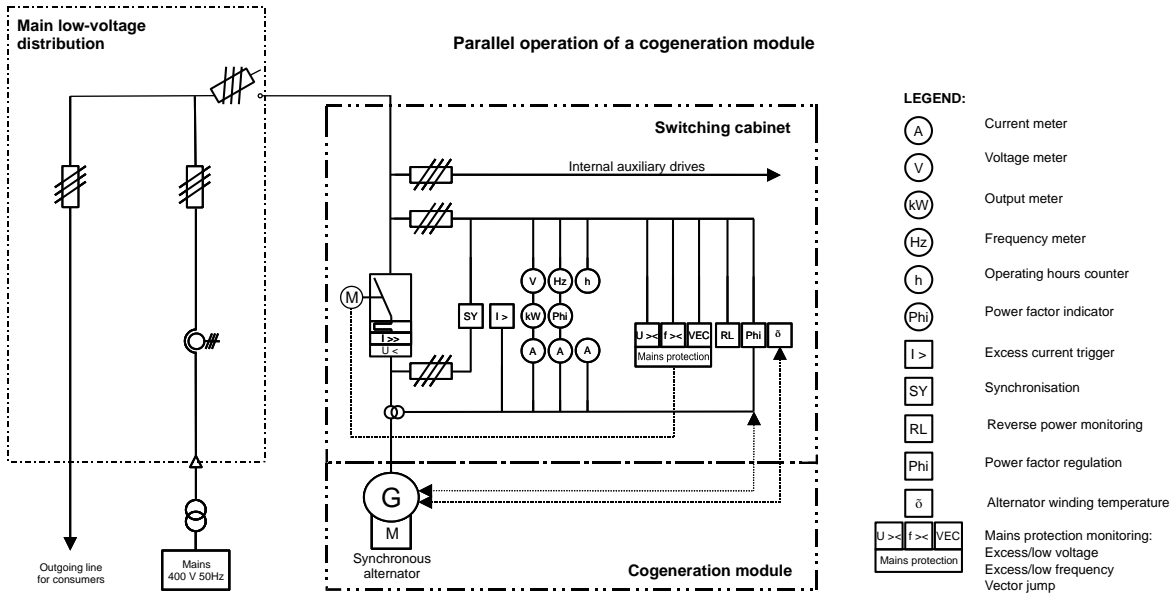 Main low-voltage
distribution
Parallel operation of a cogeneration module
Switching cabinet
Internal auxiliary drives
M
I >>
U <
SY
I >
V
Hz
h
kW
Phi
A
A
A
U ><
f ><
VEC
Mains protection
RL
Phi
õ
G
M
Synchronous
alternator
Cogeneration module
Outgoing line
for consumers
Mains
400 V 50Hz
LEGEND:
A Current meter
V Voltage meter
kW Output meter
Hz Frequency meter
h Operating hours counter
Phi Power factor indicator
I > Excess current trigger
SY Synchronisation
RL Reverse power monitoring
Phi Power factor regulation
õ Alternator winding temperature
U >< f >< VEC Mains protection monitoring:
Mains protection Excess/low voltage
Excess/low frequency
Vector jump